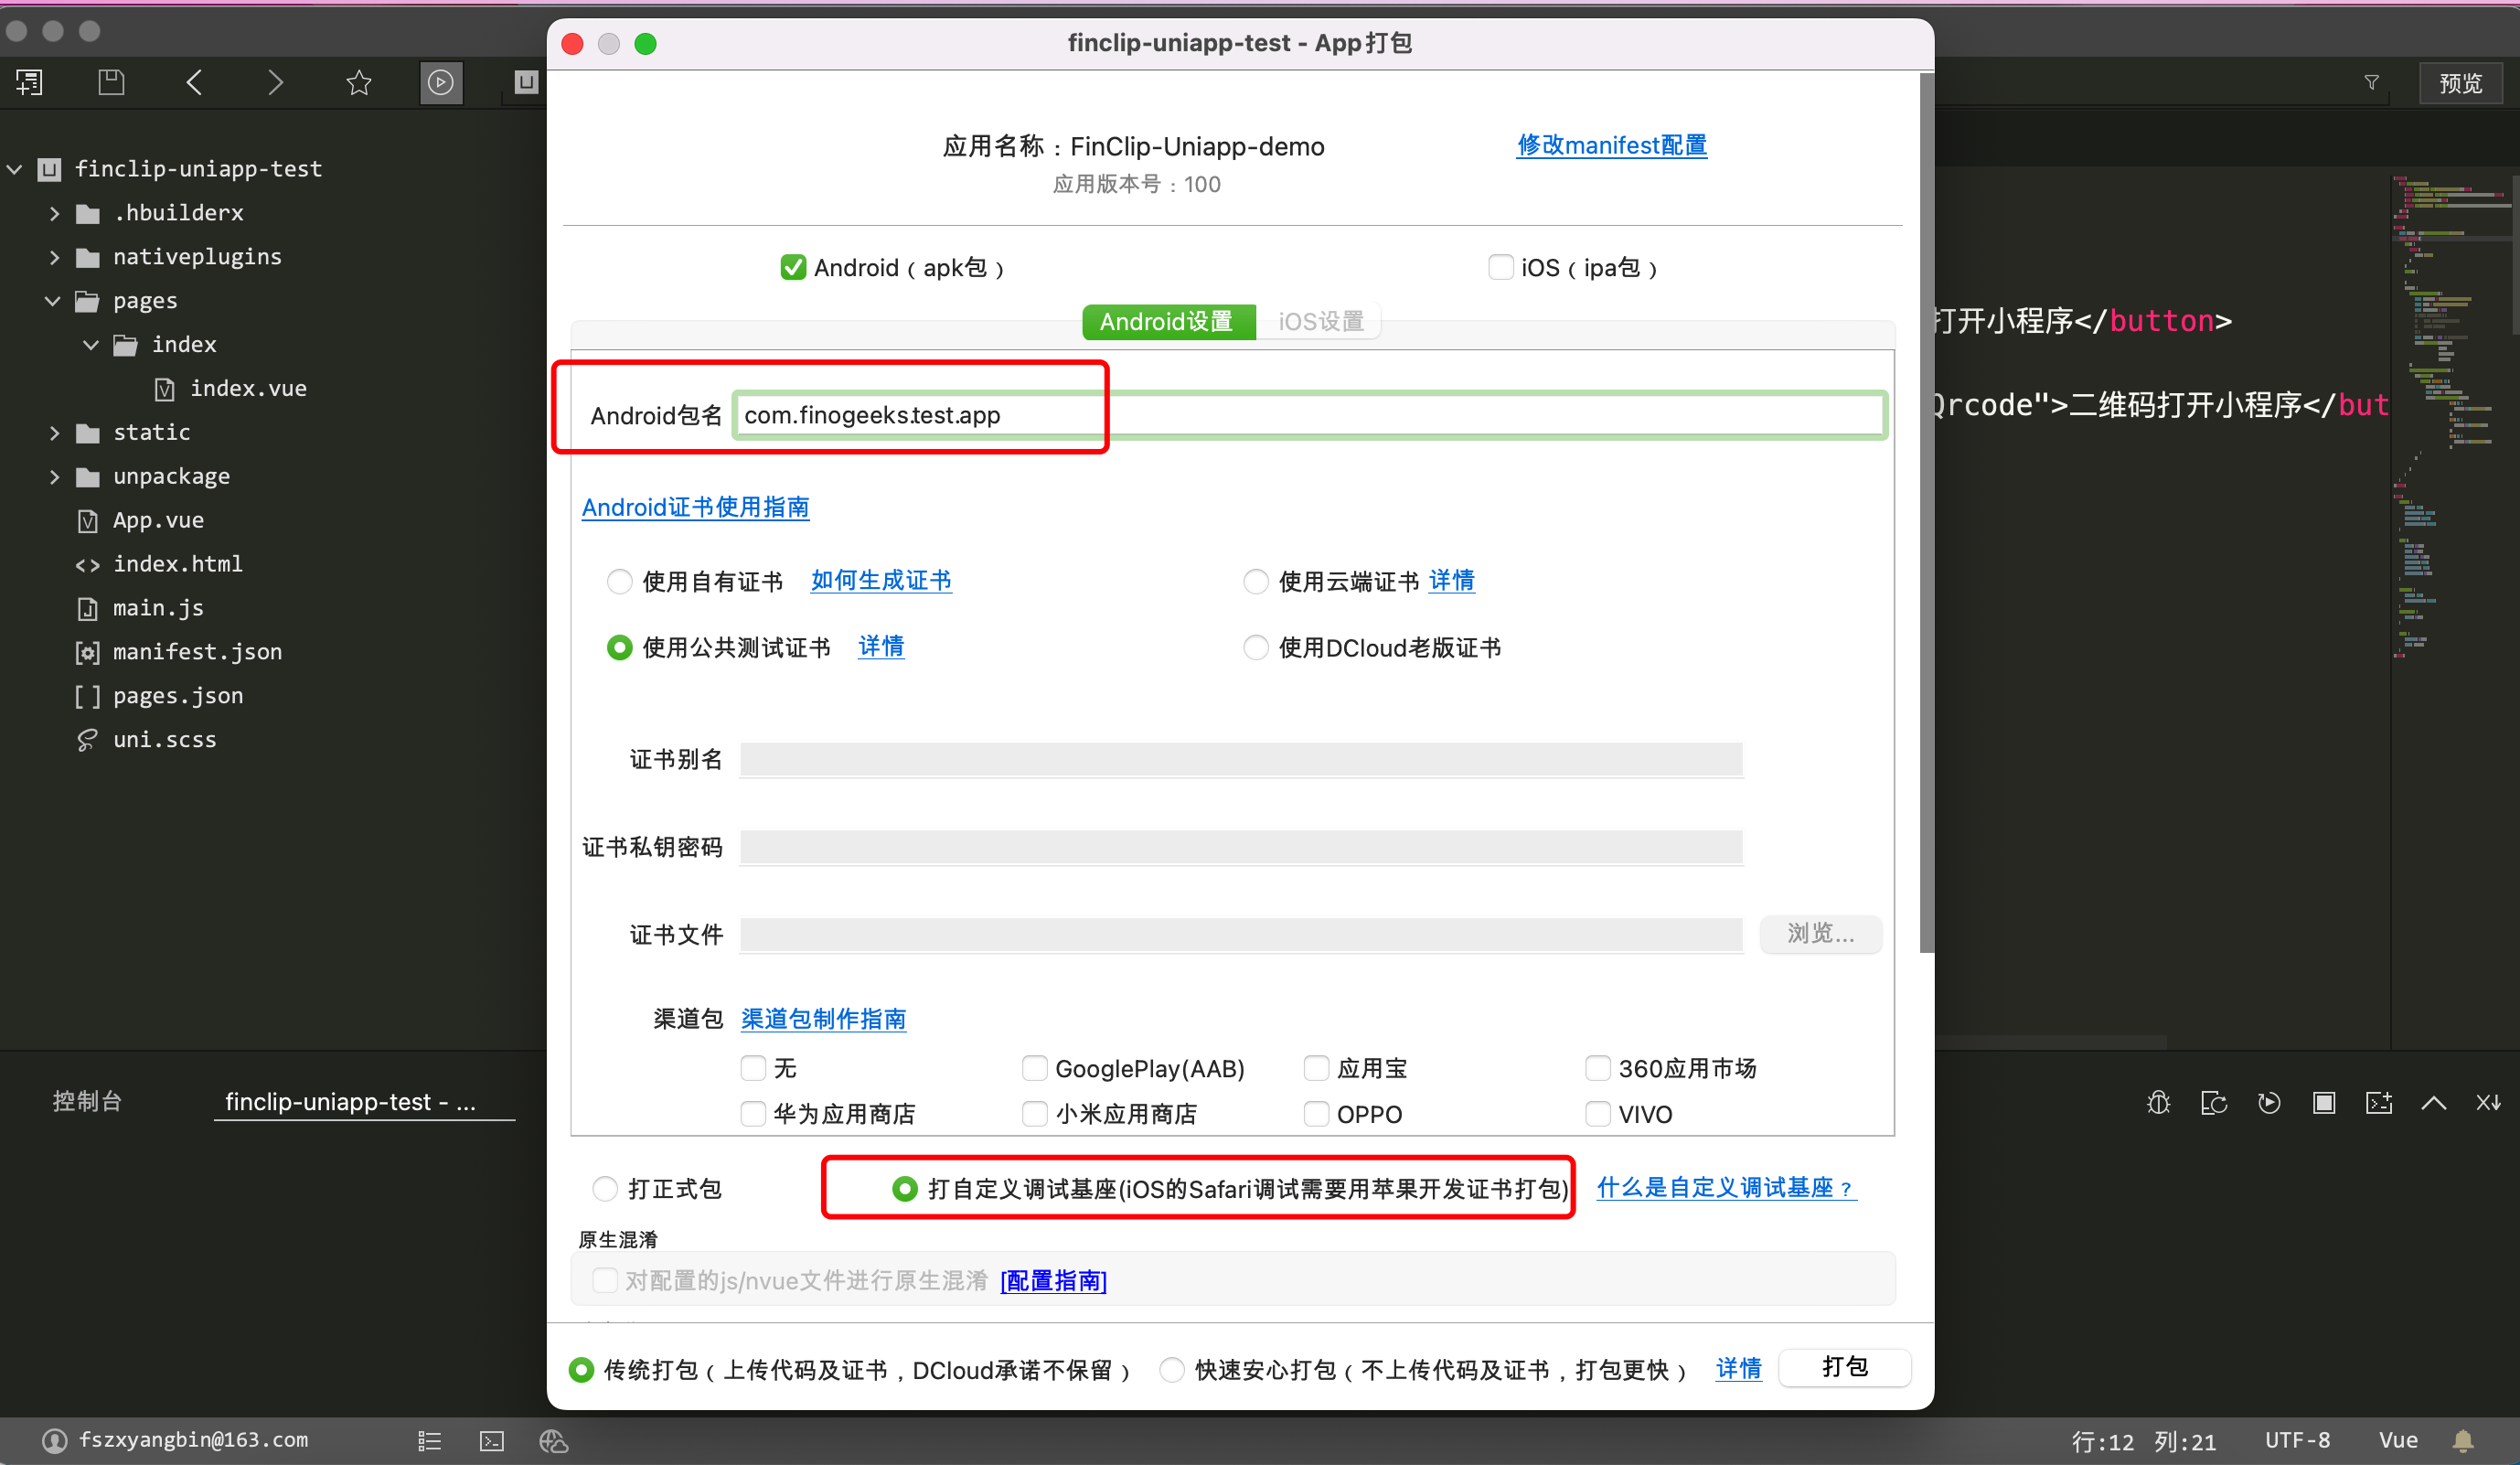 finclip-uniapp-test - App打包
预览
应用名称：FinClip-Uniapp-demo
修改manifest配置
应用版本号：100
finclip-uniapp-test
.hbuilderx
nativeplugins
pages
index
index.vue
static
unpackage
App.vue
index.html
main.js
manifest.json
pages.json
uni.scss
Android（apk包）
iOS（ipa包）
Android设置
iOS设置
打开小程序</button>
Qrcode">二维码打开小程序</but
Android包名
com.finogeeks.test.app
Android证书使用指南
使用自有证书
如何生成证书
使用云端证书
详情
使用公共测试证书
详情
使用DCloud老版证书
证书别名
证书私钥密码
证书文件
浏览...
渠道包
渠道包制作指南
无
GooglePlay(AAB)
应用宝
360应用市场
华为应用商店
小米应用商店
OPPO
VIVO
打正式包
打自定义调试基座(iOS的Safari调试需要用苹果开发证书打包)
什么是自定义调试基座？
原生混淆
对配置的js/nvue文件进行原生混淆
[配置指南]
传统打包（上传代码及证书，DCloud承诺不保留）
快速安心打包（不上传代码及证书，打包更快）
详情
打包
控制台
finclip-uniapp-test - ...
fszxyangbin@163.com
行:12
列:21
UTF-8
Vue